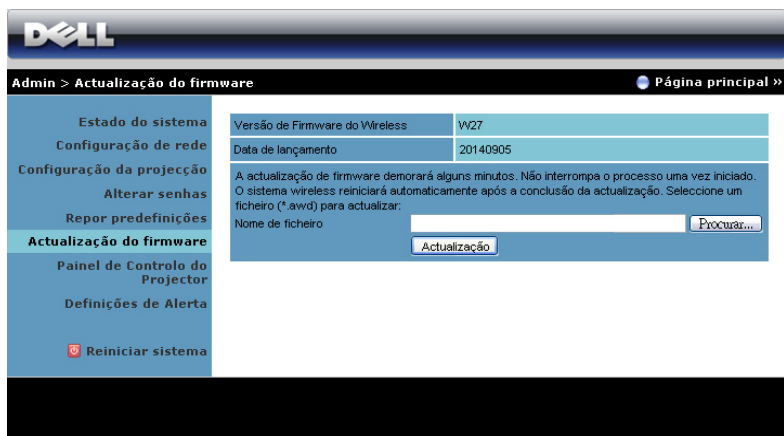 DELL
Admin > Actualização do firmware
Página principal »
Estado do sistema
Configuração de rede
Configuração da projecção
Alterar senhas
Repor predefinições
Actualização do firmware
Painel de Controlo do
Projector
Definições de Alerta
Reiniciar sistema
Versão de Firmware do Wireless W27
Data de lançamento 20140905
A actualização de firmware demorará alguns minutos. Não interrompa o processo uma vez iniciado.
O sistema wireless reiniciará automaticamente após a conclusão da actualização. Seleccione um
ficheiro (*.awd) para actualizar:
Nome de ficheiro Procurar...
Actualização